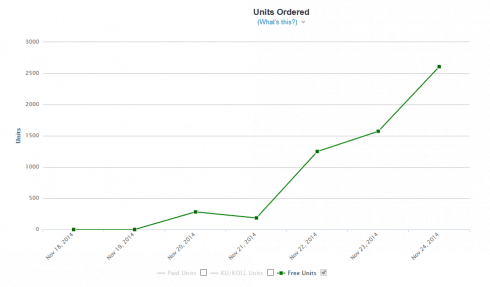 Units Ordered
(What's this?)
3000
2500
2000
1500
1000
500
0
Units
Nov 18, 2014
Nov 19, 2014
Nov 20, 2014
Nov 21, 2014
Nov 22, 2014
Nov 23, 2014
Nov 24, 2014
Paid Units KU/KOLL Units Free Units